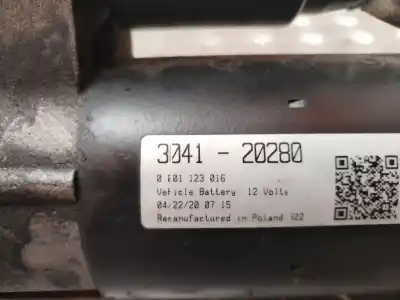 3041 - 20280
0 E01 123 016
Vehicle Battery 12 Volts
04/22/20 07 15
Remanufactured in Poland 122